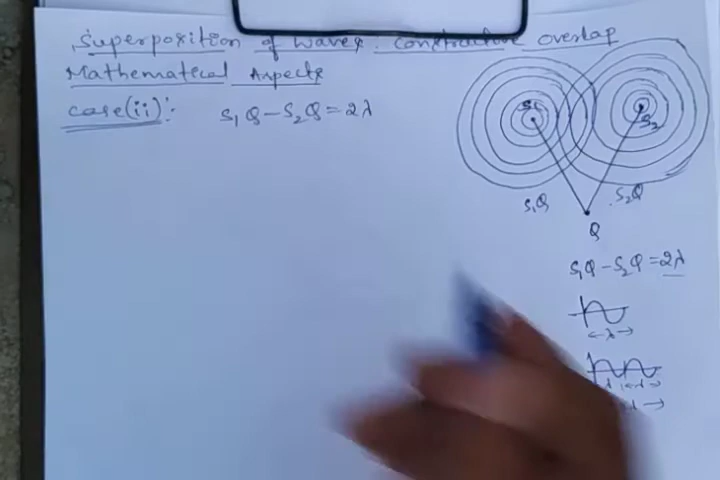 Superposition of waves. constructive overlap
Mathematical Aspects
case(ii):
S₁Q-S₂Q=2λ
S₁
S₂
S₁Q
S₂Q
Q
S₁Q-S₂Q=2λ
←λ→
λ ←λ→
λ →